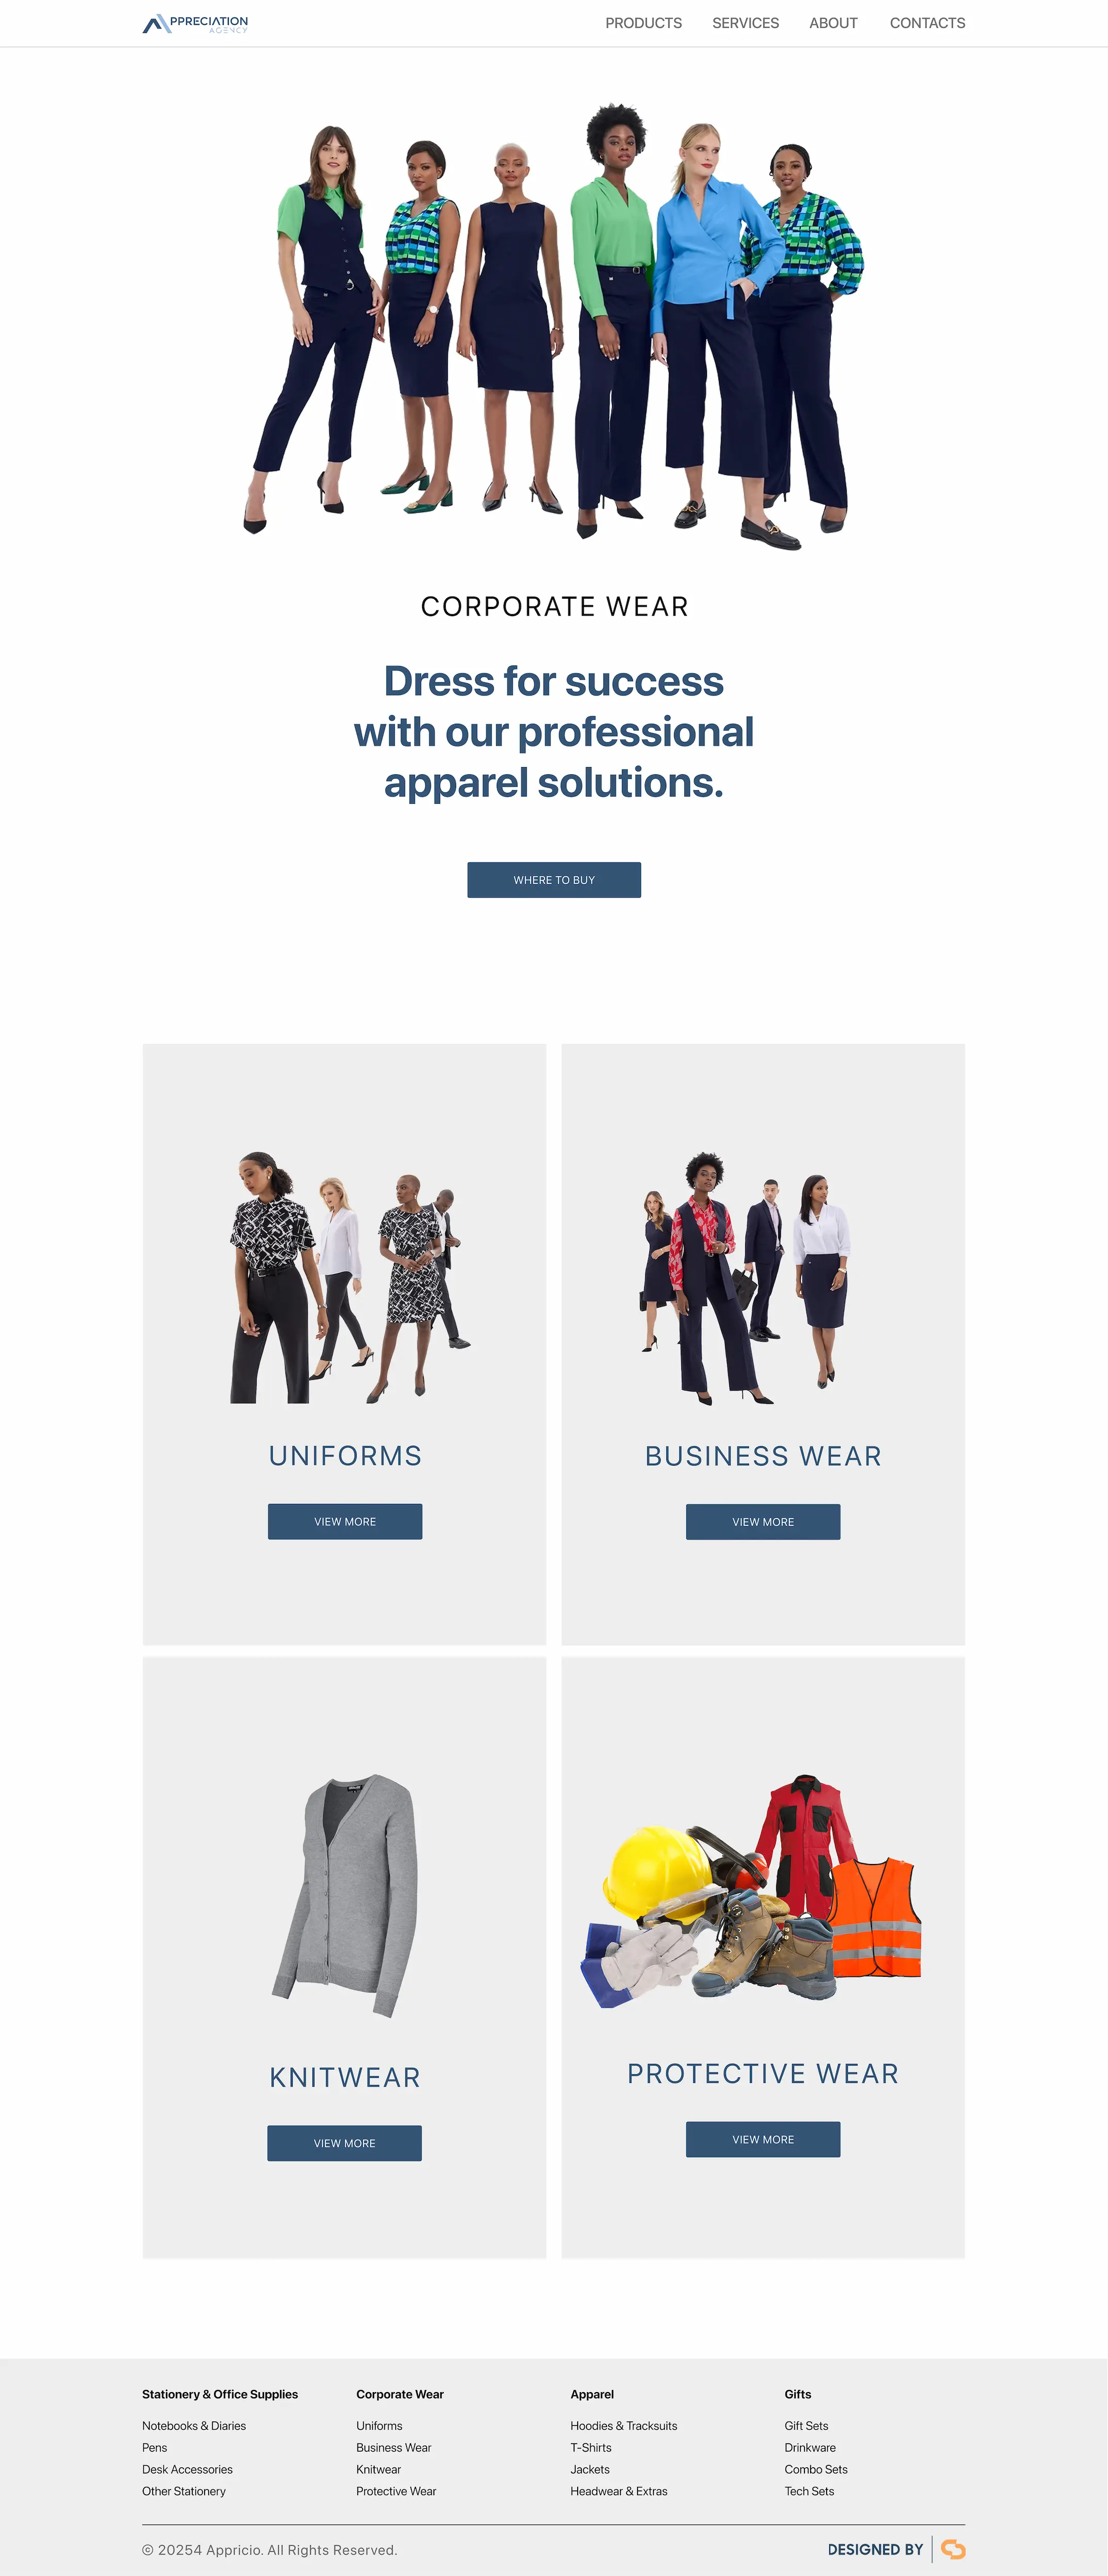 PPRECIATION
AGENCY
PRODUCTS SERVICES ABOUT CONTACTS
CORPORATE WEAR
Dress for success
with our professional
apparel solutions.
WHERE TO BUY
UNIFORMS
VIEW MORE
BUSINESS WEAR
VIEW MORE
KNITWEAR
VIEW MORE
PROTECTIVE WEAR
VIEW MORE
Stationery & Office Supplies
Notebooks & Diaries
Pens
Desk Accessories
Other Stationery
Corporate Wear
Uniforms
Business Wear
Knitwear
Protective Wear
Apparel
Hoodies & Tracksuits
T-Shirts
Jackets
Headwear & Extras
Gifts
Gift Sets
Drinkware
Combo Sets
Tech Sets
© 20254 Appricio. All Rights Reserved.
DESIGNED BY